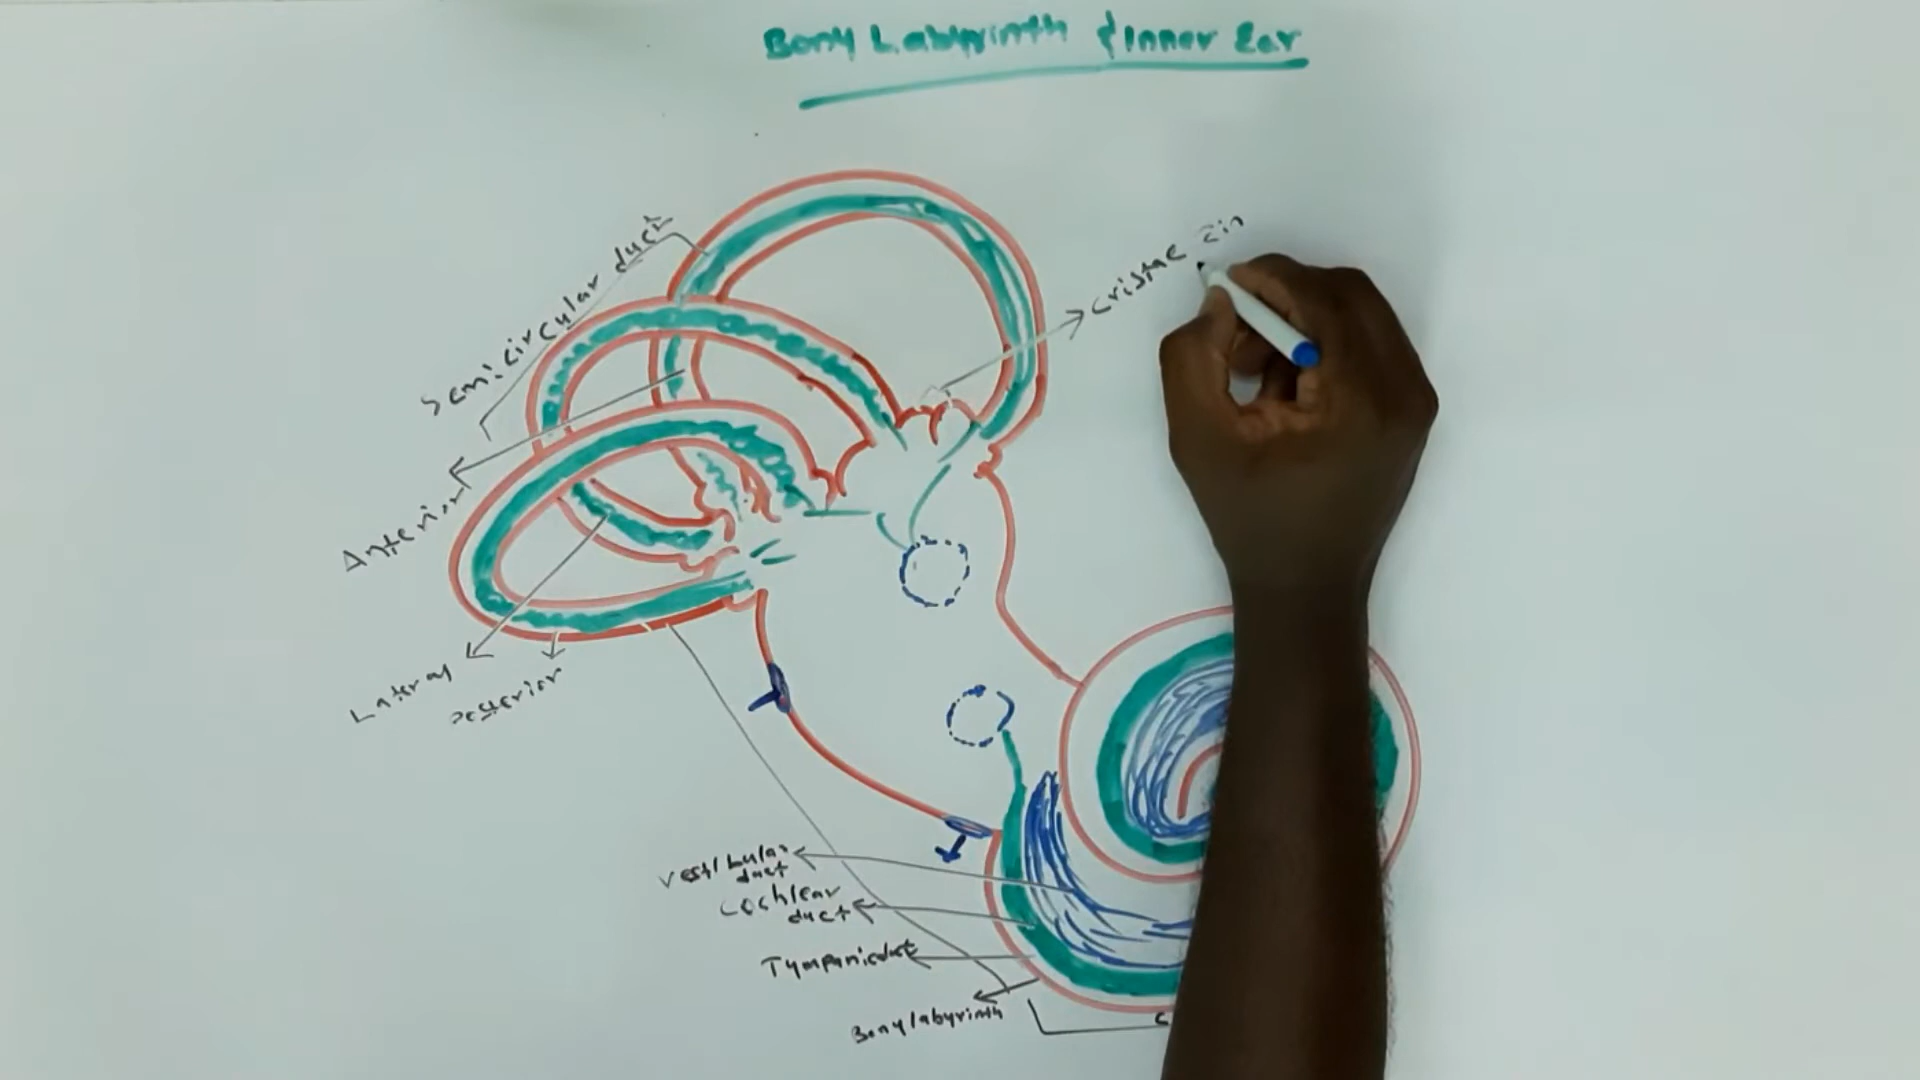 Bony Labyrinth & Inner Ear
Semicircular duct
Cristae
Anterior
Lateral
Posterior
Vestibular
duct
Cochlear
duct
Tympanic duct
Bony labyrinth
C